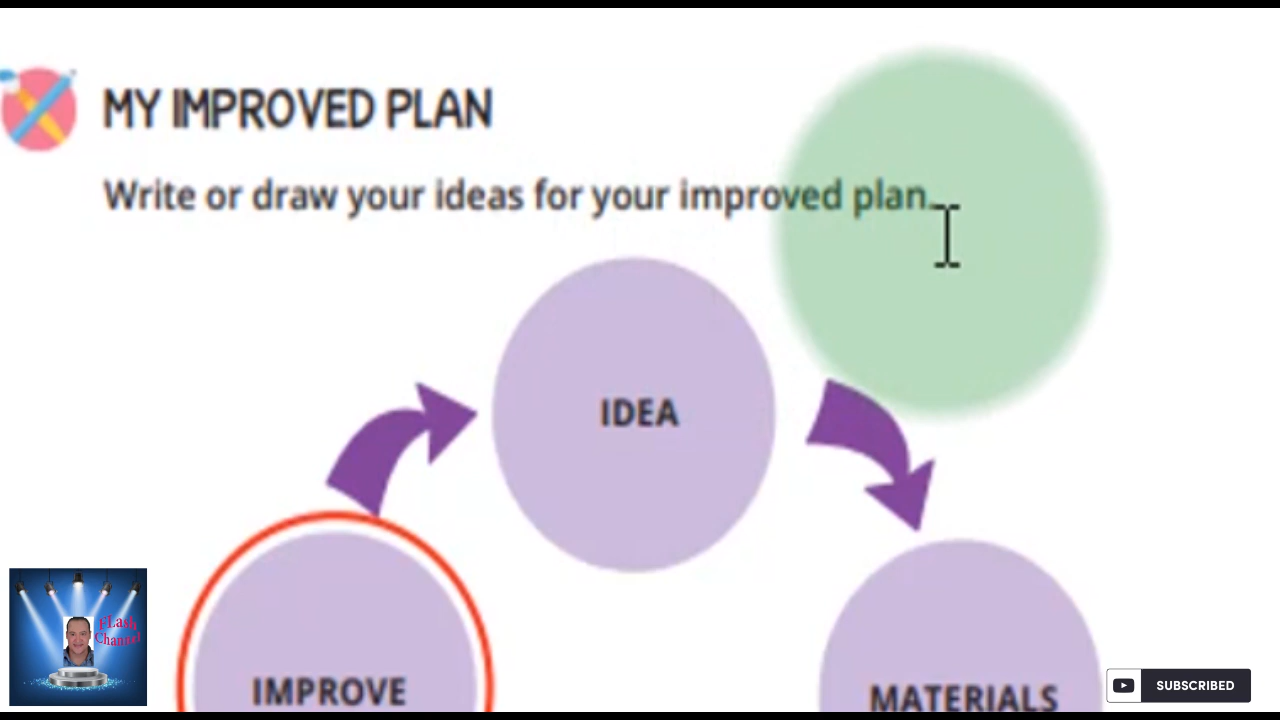 MY IMPROVED PLAN
Write or draw your ideas for your improved plan.
IDEA
IMPROVE
MATERIALS
FLash
Channel
SUBSCRIBED